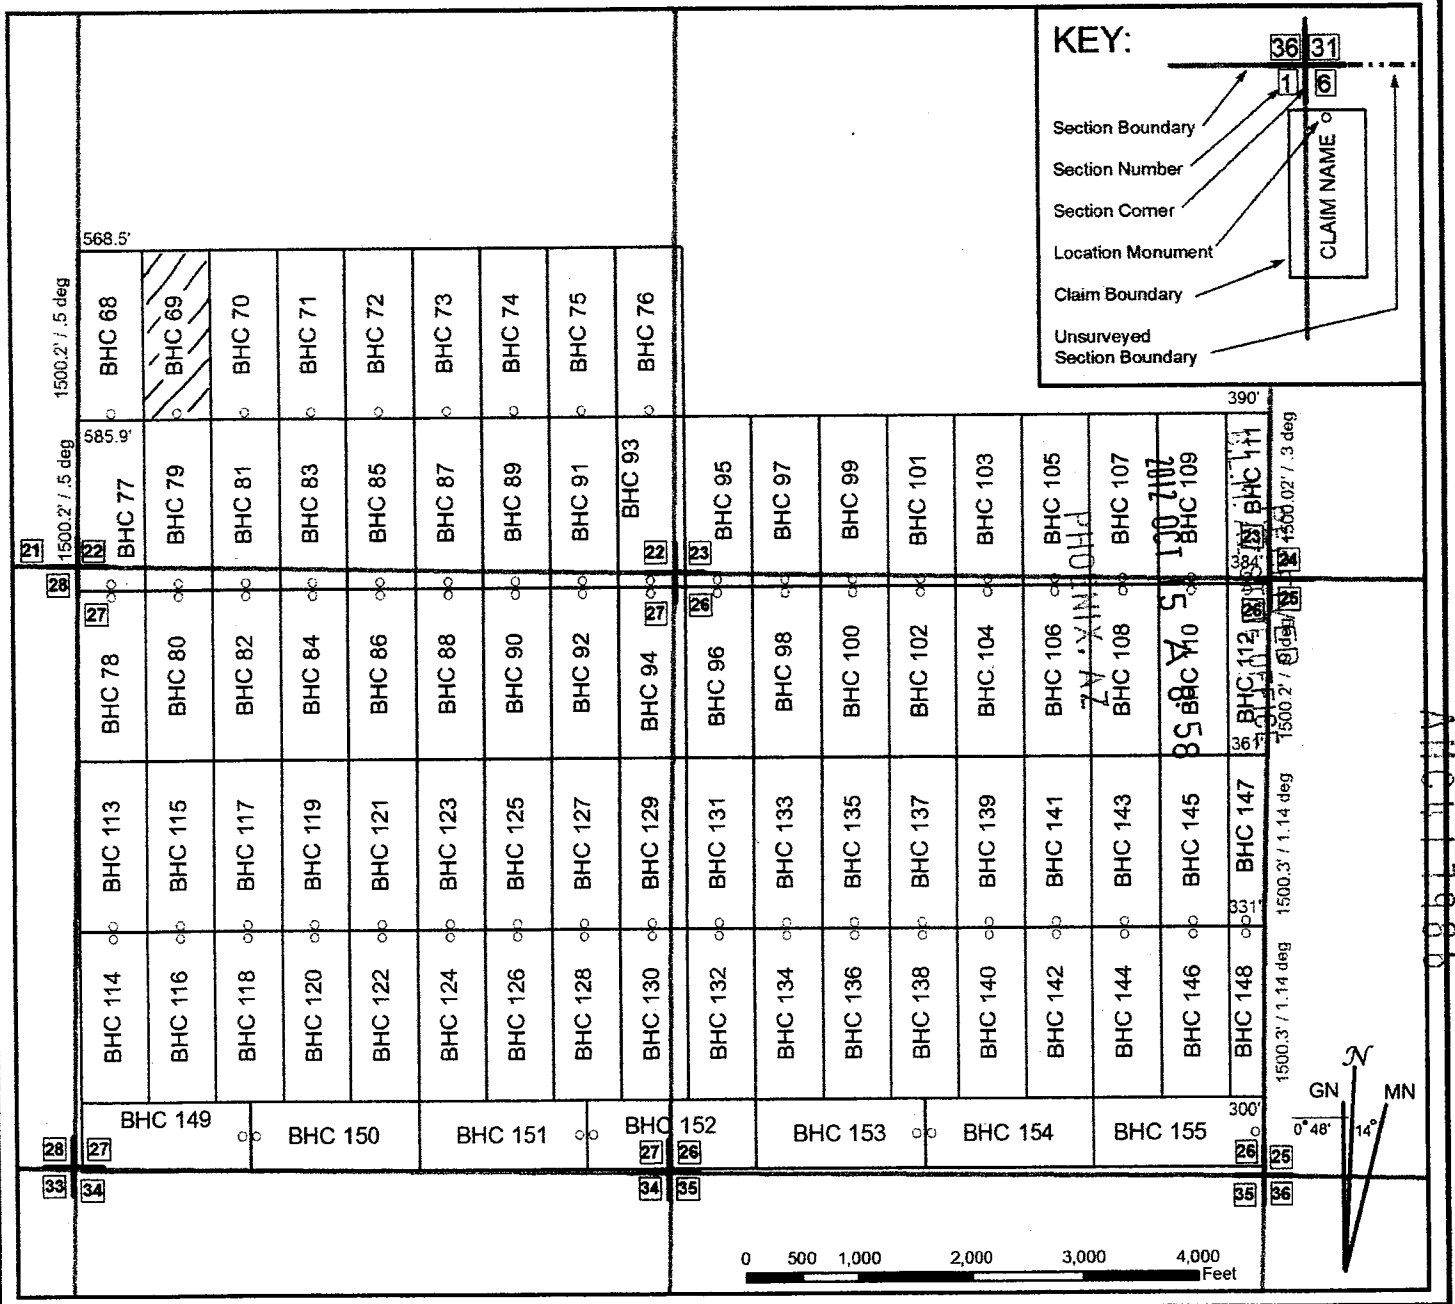 KEY:
36 31
1 6
Section Boundary
Section Number
Section Corner
Location Monument
Claim Boundary
Unsurveyed
Section Boundary
CLAIM NAME
568.5'
1500.2' / .5 deg
BHC 68 BHC 69 BHC 70 BHC 71 BHC 72 BHC 73 BHC 74 BHC 75 BHC 76
390'
585.9'
1500.2' / .5 deg
BHC 77 BHC 79 BHC 81 BHC 83 BHC 85 BHC 87 BHC 89 BHC 91 BHC 93 BHC 95 BHC 97 BHC 99 BHC 101 BHC 103 BHC 105 BHC 107 BHC 109 BHC 111
1500.02' / .3 deg
2012 OCT 15 A 8:58
PHOENIX, AZ
21 22 22 23 23 24
384'
28 27 27 26 26 25
BHC 78 BHC 80 BHC 82 BHC 84 BHC 86 BHC 88 BHC 90 BHC 92 BHC 94 BHC 96 BHC 98 BHC 100 BHC 102 BHC 104 BHC 106 BHC 108 BHC 110 BHC 112
1500.2' / .9 deg
361'
BHC 113 BHC 115 BHC 117 BHC 119 BHC 121 BHC 123 BHC 125 BHC 127 BHC 129 BHC 131 BHC 133 BHC 135 BHC 137 BHC 139 BHC 141 BHC 143 BHC 145 BHC 147
1500.3' / 1.14 deg
331'
BHC 114 BHC 116 BHC 118 BHC 120 BHC 122 BHC 124 BHC 126 BHC 128 BHC 130 BHC 132 BHC 134 BHC 136 BHC 138 BHC 140 BHC 142 BHC 144 BHC 146 BHC 148
1500.3' / 1.14 deg
300'
BHC 149 BHC 150 BHC 151 BHC 152 BHC 153 BHC 154 BHC 155
28 27 27 26 26 25
33 34 34 35 35 36
N
GN MN
0° 48' 14°
0 500 1,000 2,000 3,000 4,000
Feet